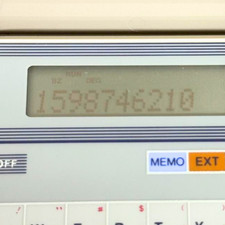 1598746210
OFF
MEMO EXT
! " # $ (